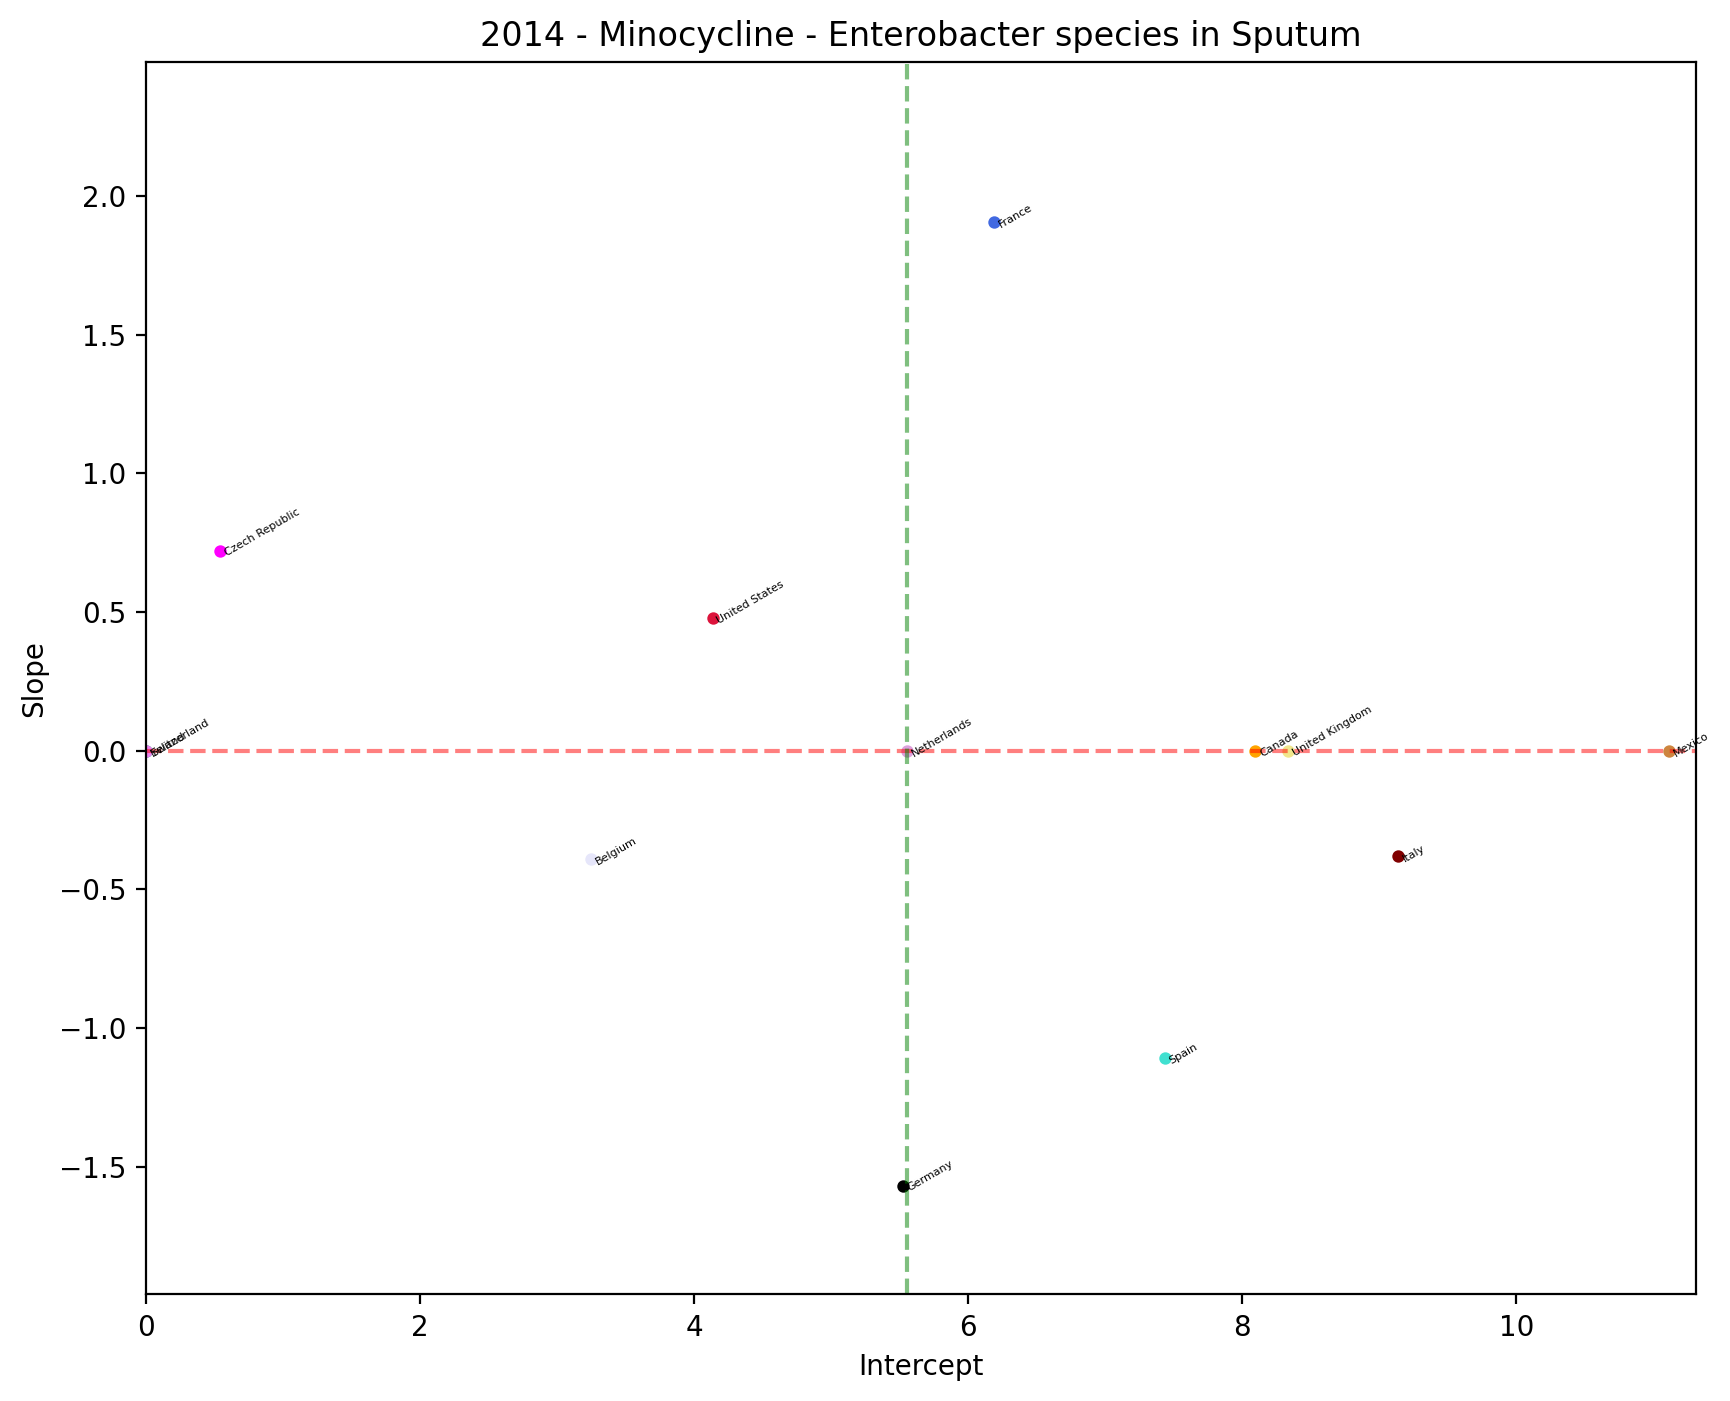 2014 - Minocycline - Enterobacter species in Sputum
2.0
France
1.5
1.0
Czech Republic
0.5
United States
Slope
0.0
Netherlands
Canada
United Kingdom
Mexico
Belgium
Italy
−0.5
−1.0
Spain
−1.5
Germany
0
2
4
6
8
10
Intercept